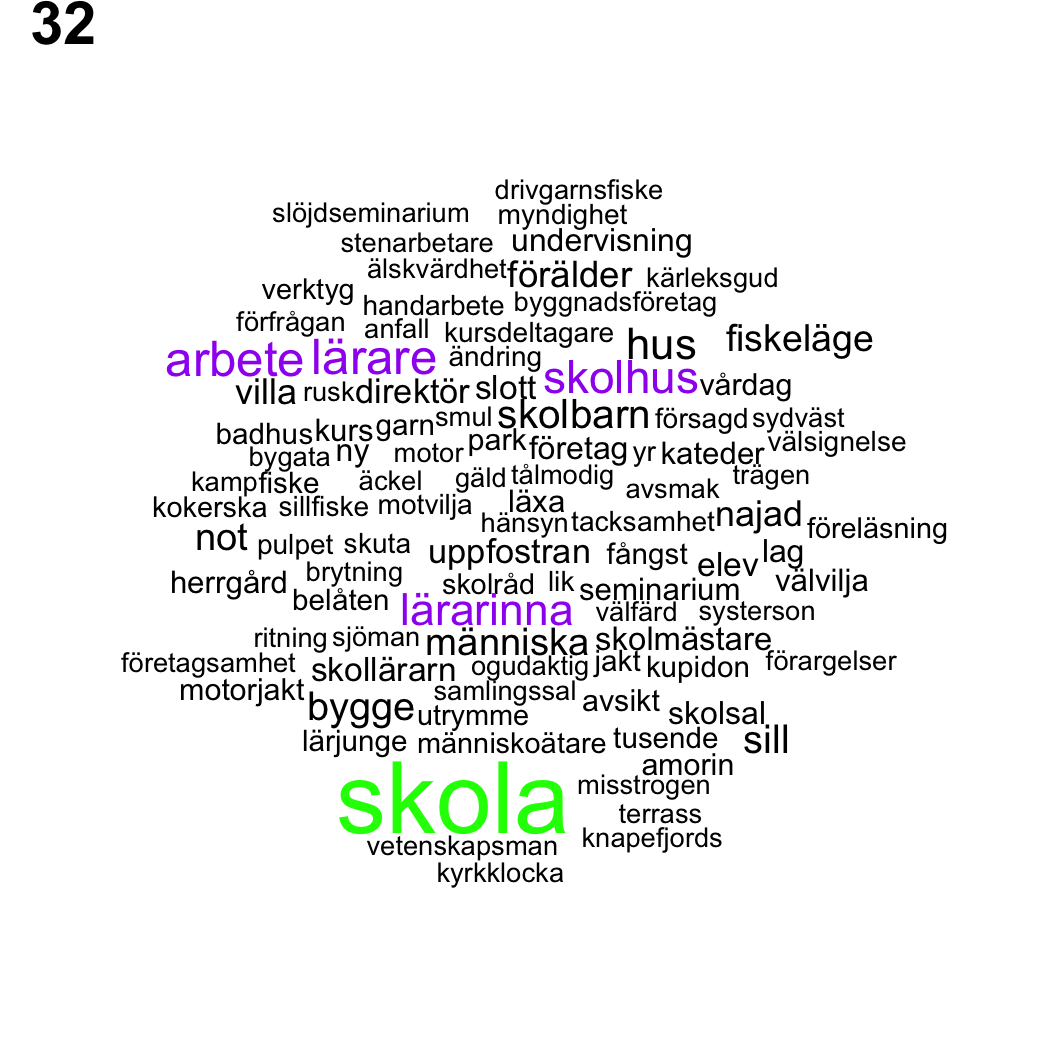 32
drivgarnsfiske
slöjdseminarium myndighet
stenarbetare undervisning
älskvärdhet förälder kärleksgud
verktyg handarbete byggnadsföretag
förfrågan anfall kursdeltagare hus fiskeläge
arbete lärare ändring skolhus vårdag
villa rusk direktör slott
badhus kurs garn smul skolbarn försagd sydväst
bygata ny motor park företag yr kateder välsignelse
kampfiske äckel gäld tålmodig avsmak trägen
kokerska sillfiske motvilja läxa najad
hänsyn tacksamhet föreläsning
not pulpet skuta uppfostran fångst elev lag
herrgård brytning skolråd lik seminarium välvilja
belåten lärarinna välfärd systerson
ritning sjöman människa skolmästare
företagsamhet skollärarn ogudaktig jakt kupidon förargelser
motorjakt samlingssal avsikt
bygge utrymme skolsal
lärjunge människoätare tusende sill
amorin
skola misstrogen
terrass
vetenskapsman knapefjords
kyrkklocka